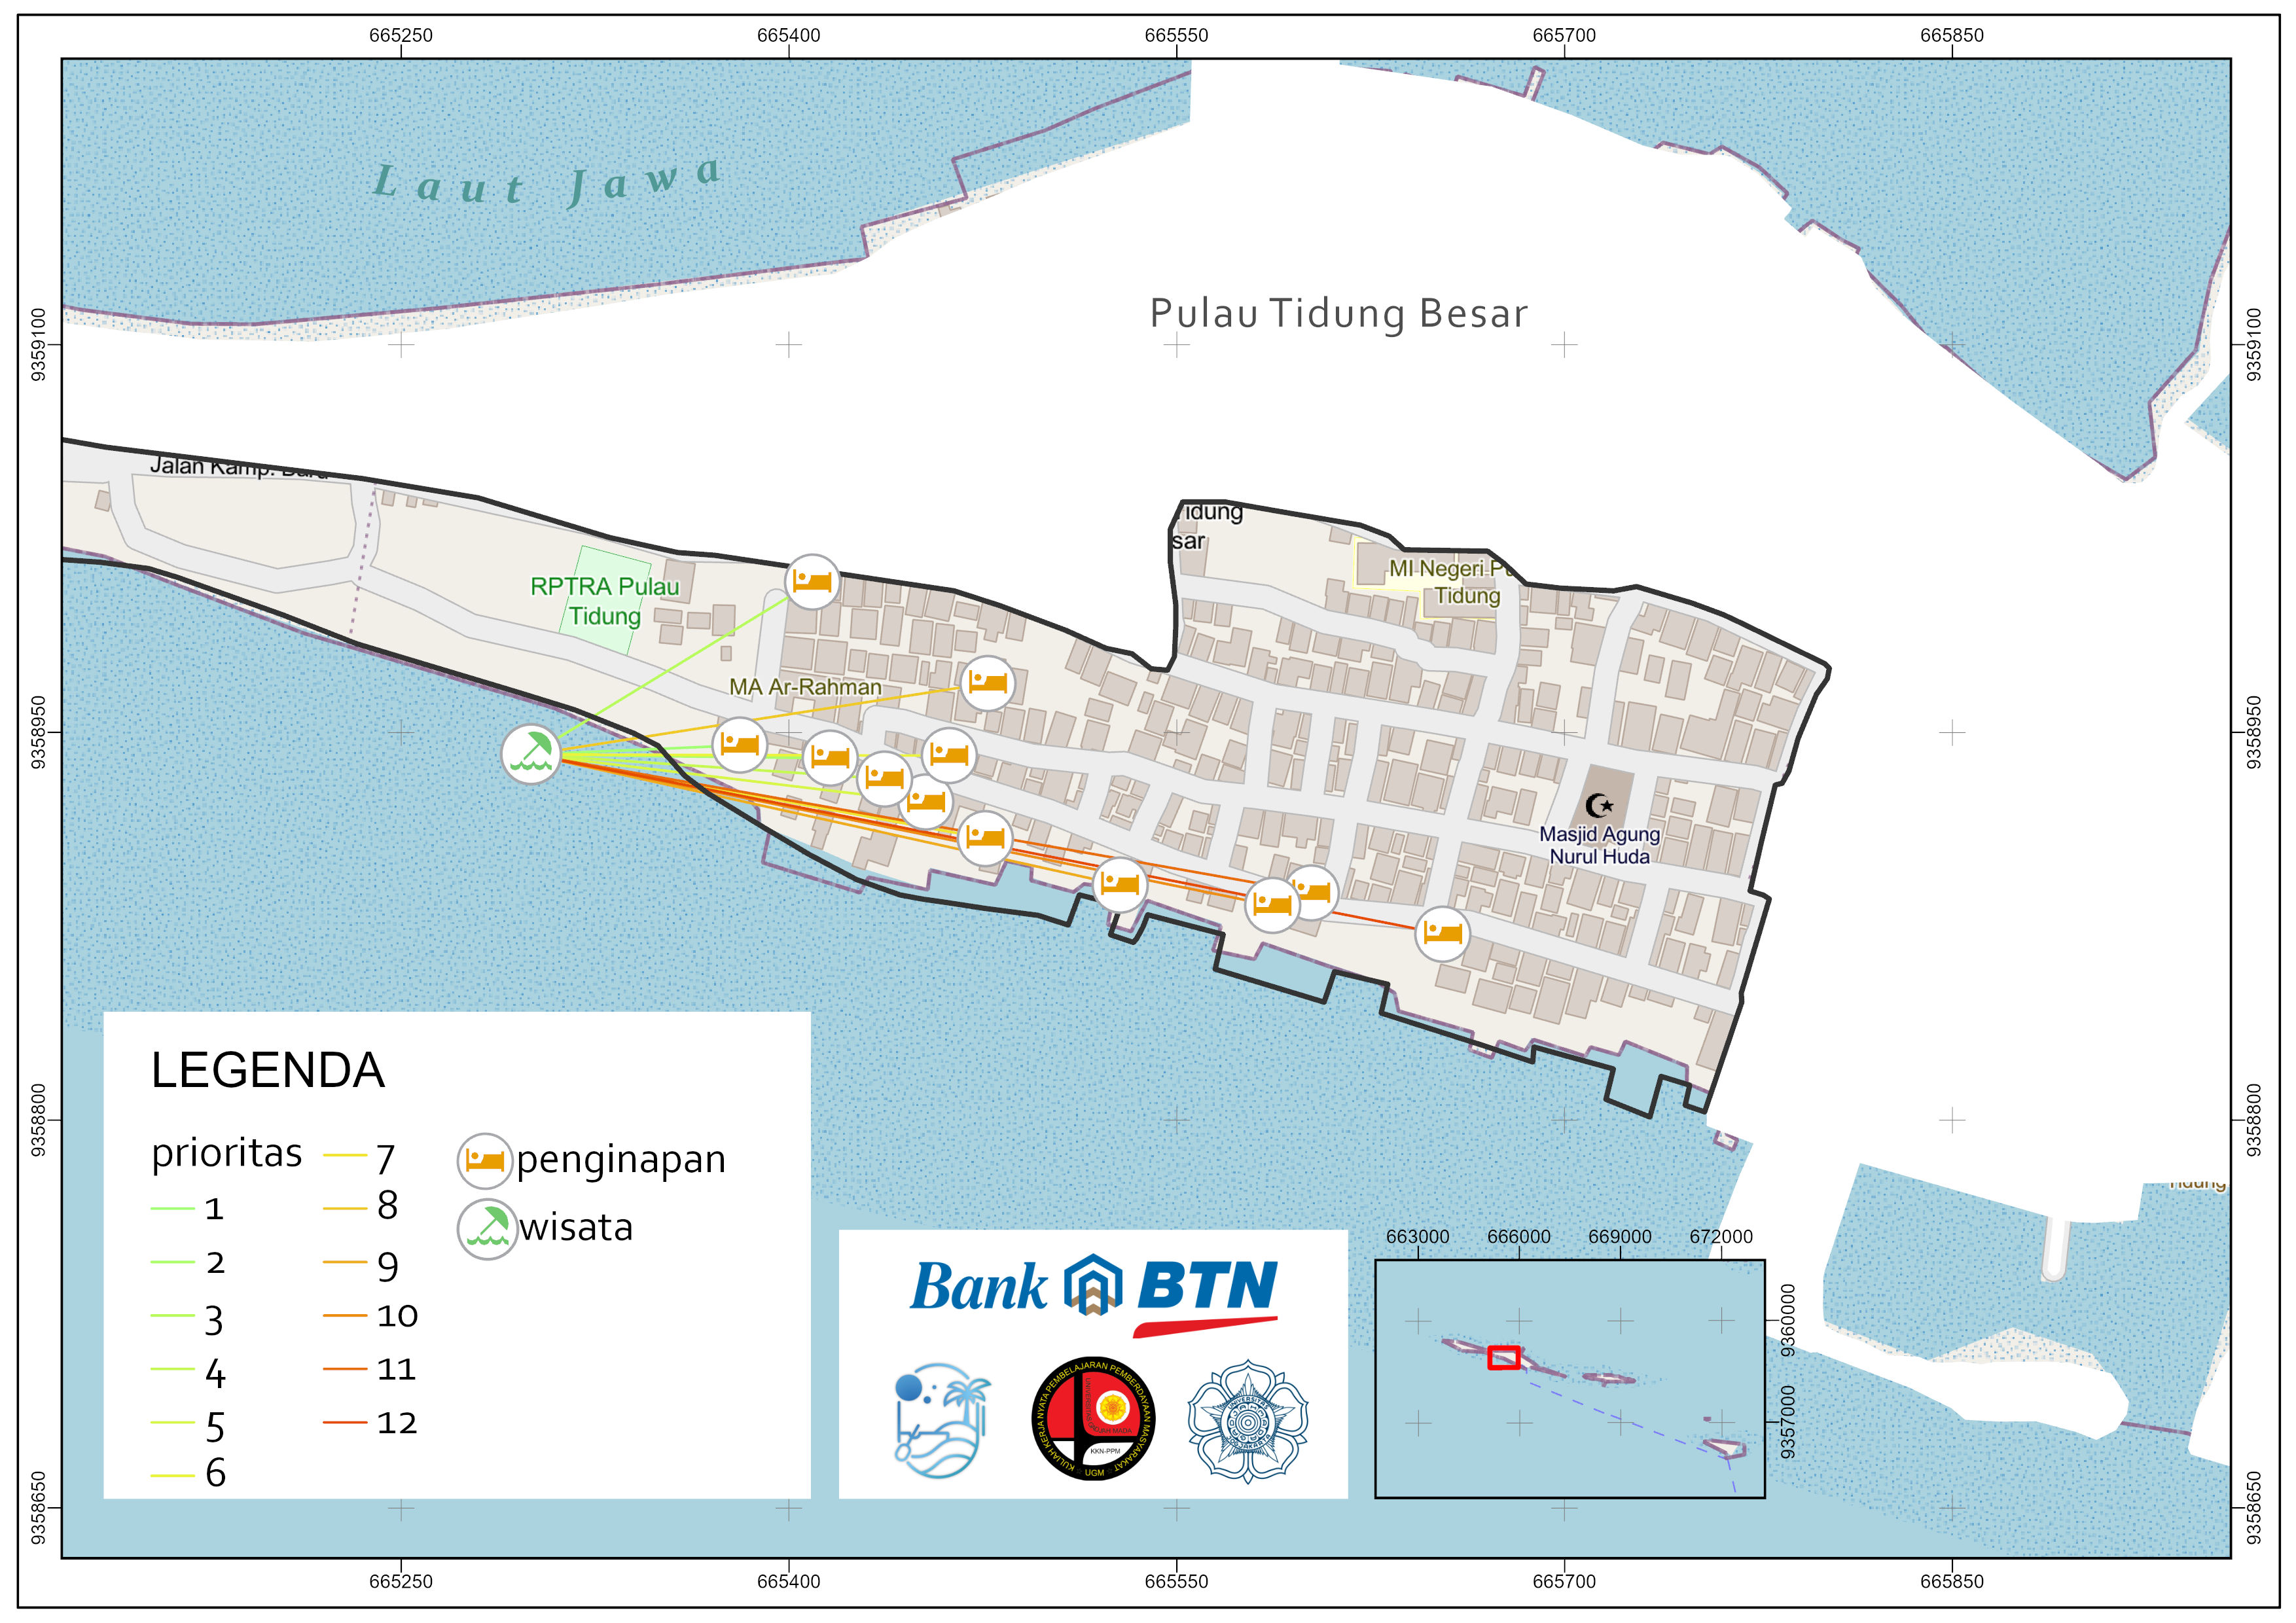 665250 665400 665550 665700 665850
Laut Jawa
Pulau Tidung Besar
9359100 9359100
Jalan Kamp. Baru
idung
sar
RPTRA Pulau
Tidung
MI Negeri Pu
Tidung
MA Ar-Rahman
9358950 9358950
Masjid Agung
Nurul Huda
9358800 9358800
LEGENDA
prioritas
1
2
3
4
5
6
7
8
9
10
11
12
penginapan
wisata
Tidung
Bank BTN
KULIAH KERJA NYATA PEMBELAJARAN PEMBERDAYAAN MASYARAKAT
UNIVERSITAS GADJAH MADA
KKN-PPM
UGM
663000 666000 669000 672000
9360000
9357000
9358650 9358650
665250 665400 665550 665700 665850